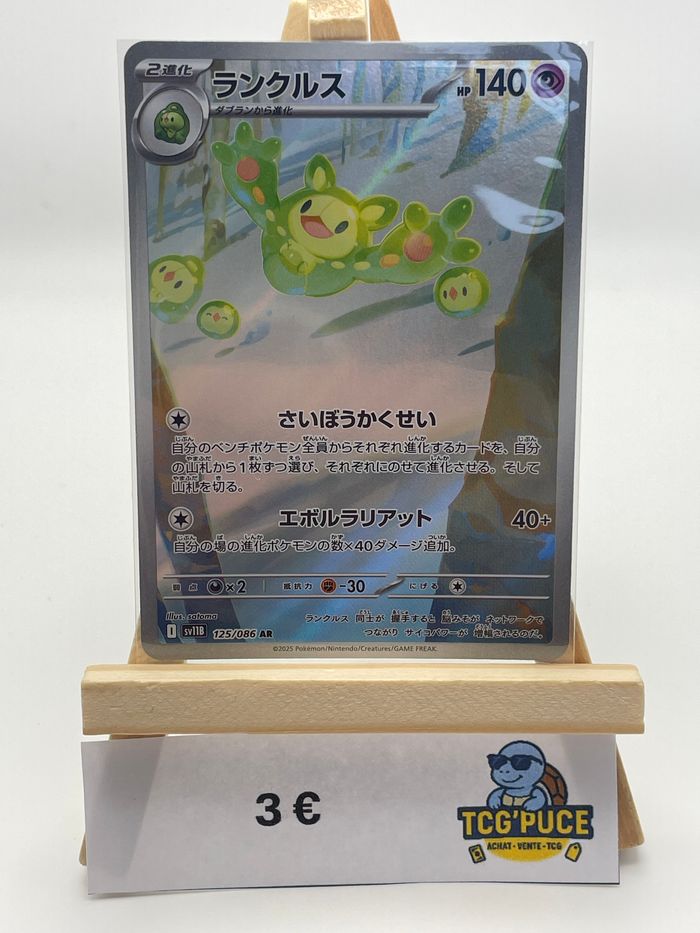 2進化
ランクルス
HP 140
ダブランから進化
さいぼうかくせい
自分のベンチポケモン全員からそれぞれ進化するカードを、自分
の山札から1枚ずつ選び、それぞれにのせて進化させる。そして
山札を切る。
エボルラリアット 40+
自分の場の進化ポケモンの数×40ダメージ追加。
弱点 ×2 抵抗力 -30 にげる
Illus. satoma
I sv11B 125/086 AR
ランクルス 同士が 握手すると 脳みそが ネットワークで
つながり サイコパワーが 増幅されるのだ。
©2025 Pokémon/Nintendo/Creatures/GAME FREAK.
3 €
TCG'PUCE
ACHAT - VENTE - TCG